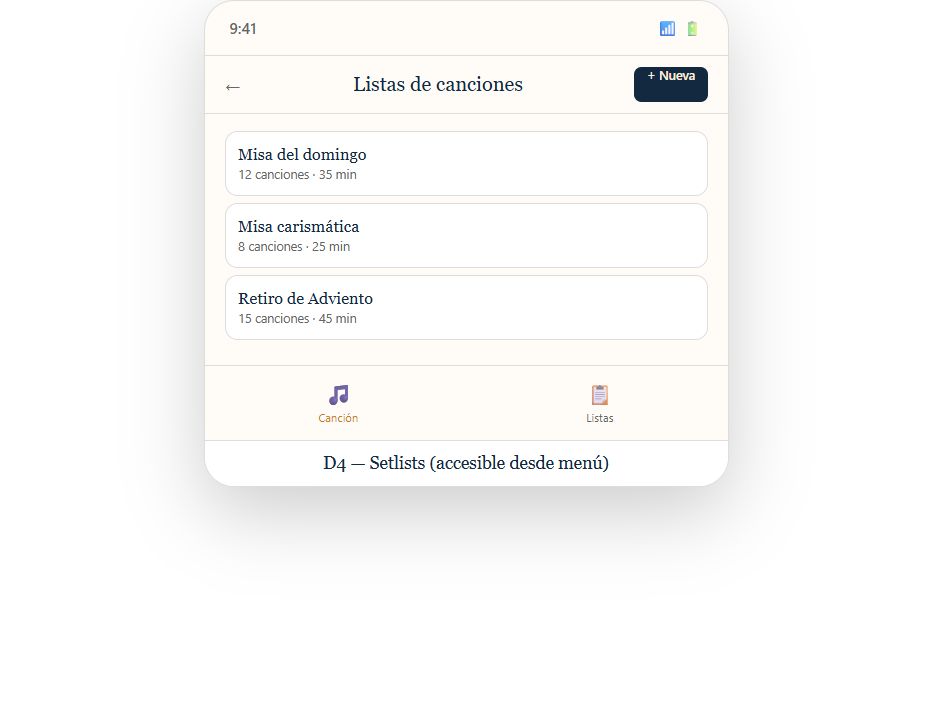 9:41
← Listas de canciones + Nueva
Misa del domingo
12 canciones · 35 min
Misa carismática
8 canciones · 25 min
Retiro de Adviento
15 canciones · 45 min
Canción Listas
D4 — Setlists (accesible desde menú)